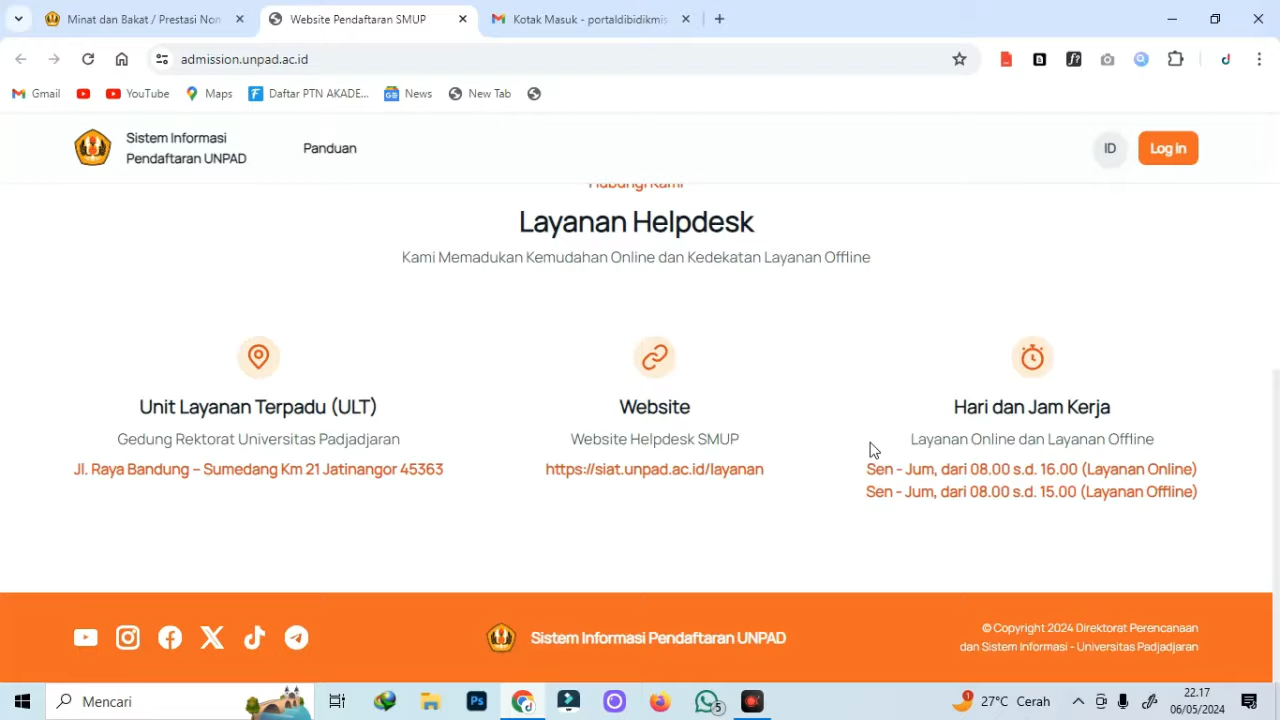 Minat dan Bakat / Prestasi Non
Website Pendaftaran SMUP
Kotak Masuk - portaldibidikmis
admission.unpad.ac.id
Gmail
YouTube
Maps
Daftar PTN AKADE...
News
New Tab
Sistem Informasi
Pendaftaran UNPAD
Panduan
ID
Log in
Hubungi Kami
Layanan Helpdesk
Kami Memadukan Kemudahan Online dan Kedekatan Layanan Offline
Unit Layanan Terpadu (ULT)
Gedung Rektorat Universitas Padjadjaran
Jl. Raya Bandung – Sumedang Km 21 Jatinangor 45363
Website
Website Helpdesk SMUP
https://siat.unpad.ac.id/layanan
Hari dan Jam Kerja
Layanan Online dan Layanan Offline
Sen - Jum, dari 08.00 s.d. 16.00 (Layanan Online)
Sen - Jum, dari 08.00 s.d. 15.00 (Layanan Offline)
Sistem Informasi Pendaftaran UNPAD
© Copyright 2024 Direktorat Perencanaan
dan Sistem Informasi - Universitas Padjadjaran
Mencari
Ps
5
1
27°C Cerah
22.17
06/05/2024